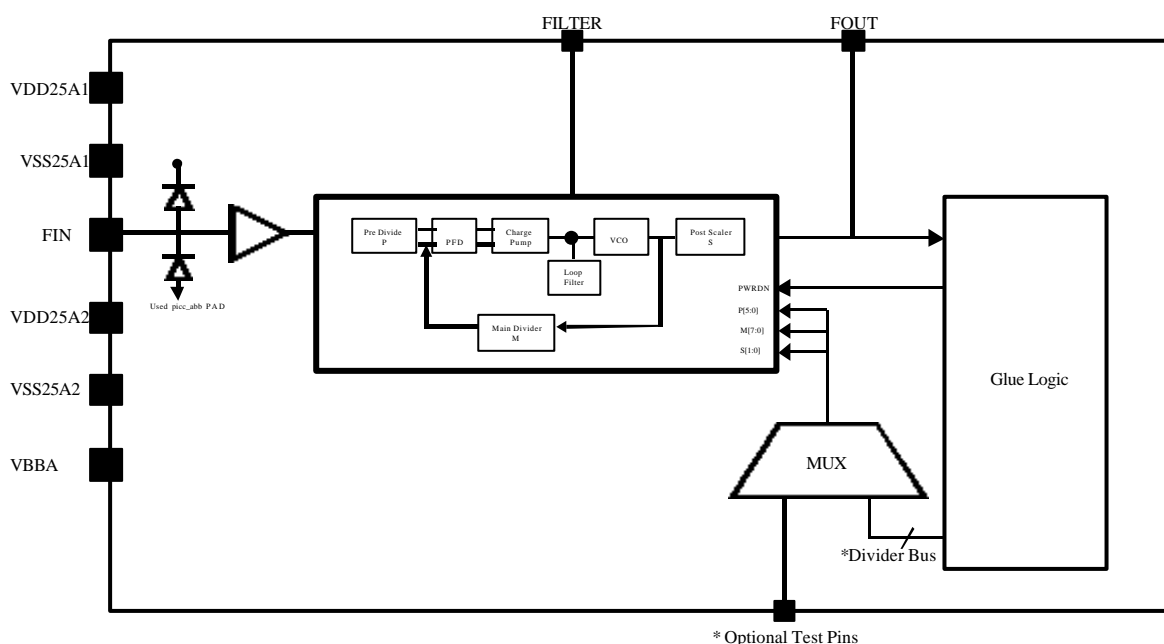 FILTER
FOUT
VDD25A1
VSS25A1
FIN
VDD25A2
VSS25A2
VBBA
Used picc_abb PAD
Pre Divide
P
PFD
Charge
Pump
VCO
Post Scaler
S
Loop
Filter
Main Divider
M
PWRDN
P[5:0]
M[7:0]
S[1:0]
Glue Logic
MUX
*Divider Bus
* Optional Test Pins